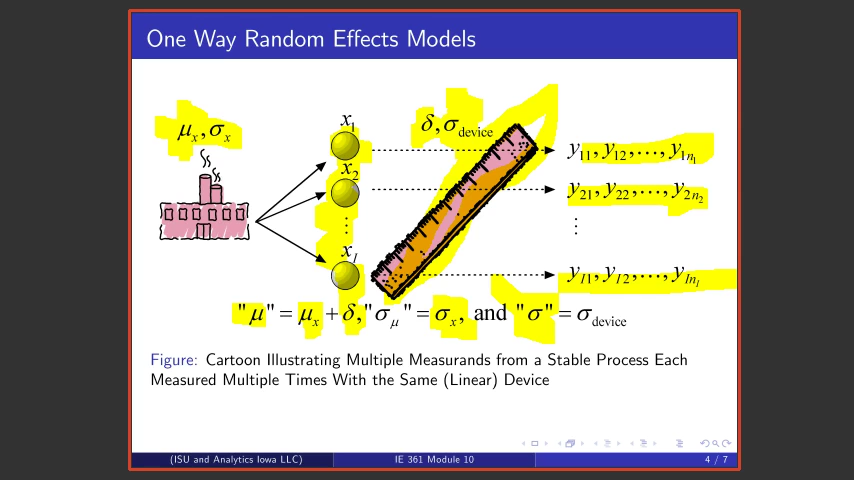 One Way Random Effects Models
μx, σx
x1
x2
⋮
xI
δ, σdevice
y11, y12, ..., y1n1
y21, y22, ..., y2n2
⋮
yI1, yI2, ..., yInI
"μ" = μx + δ, "σμ" = σx, and "σ" = σdevice
Figure: Cartoon Illustrating Multiple Measurands from a Stable Process Each
Measured Multiple Times With the Same (Linear) Device
(ISU and Analytics Iowa LLC)
IE 361 Module 10
4 / 7